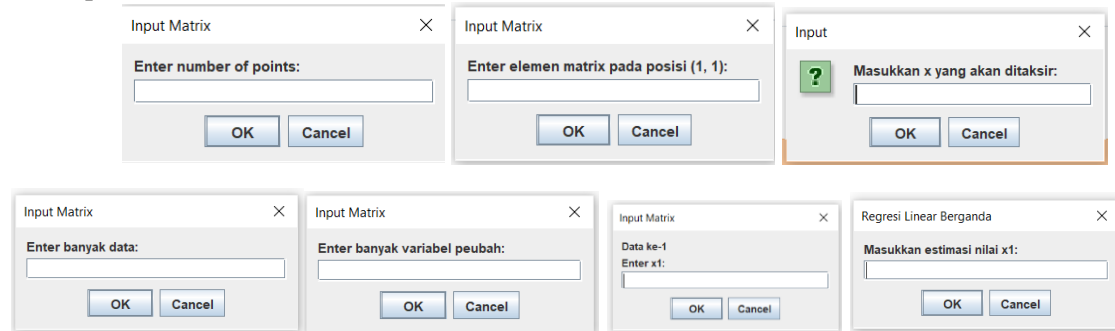 Input Matrix
Enter number of points:
OK Cancel
Input Matrix
Enter elemen matrix pada posisi (1, 1):
OK Cancel
Input
Masukkan x yang akan ditaksir:
OK Cancel
Input Matrix
Enter banyak data:
OK Cancel
Input Matrix
Enter banyak variabel peubah:
OK Cancel
Input Matrix
Data ke-1
Enter x1:
OK Cancel
Regresi Linear Berganda
Masukkan estimasi nilai x1:
OK Cancel